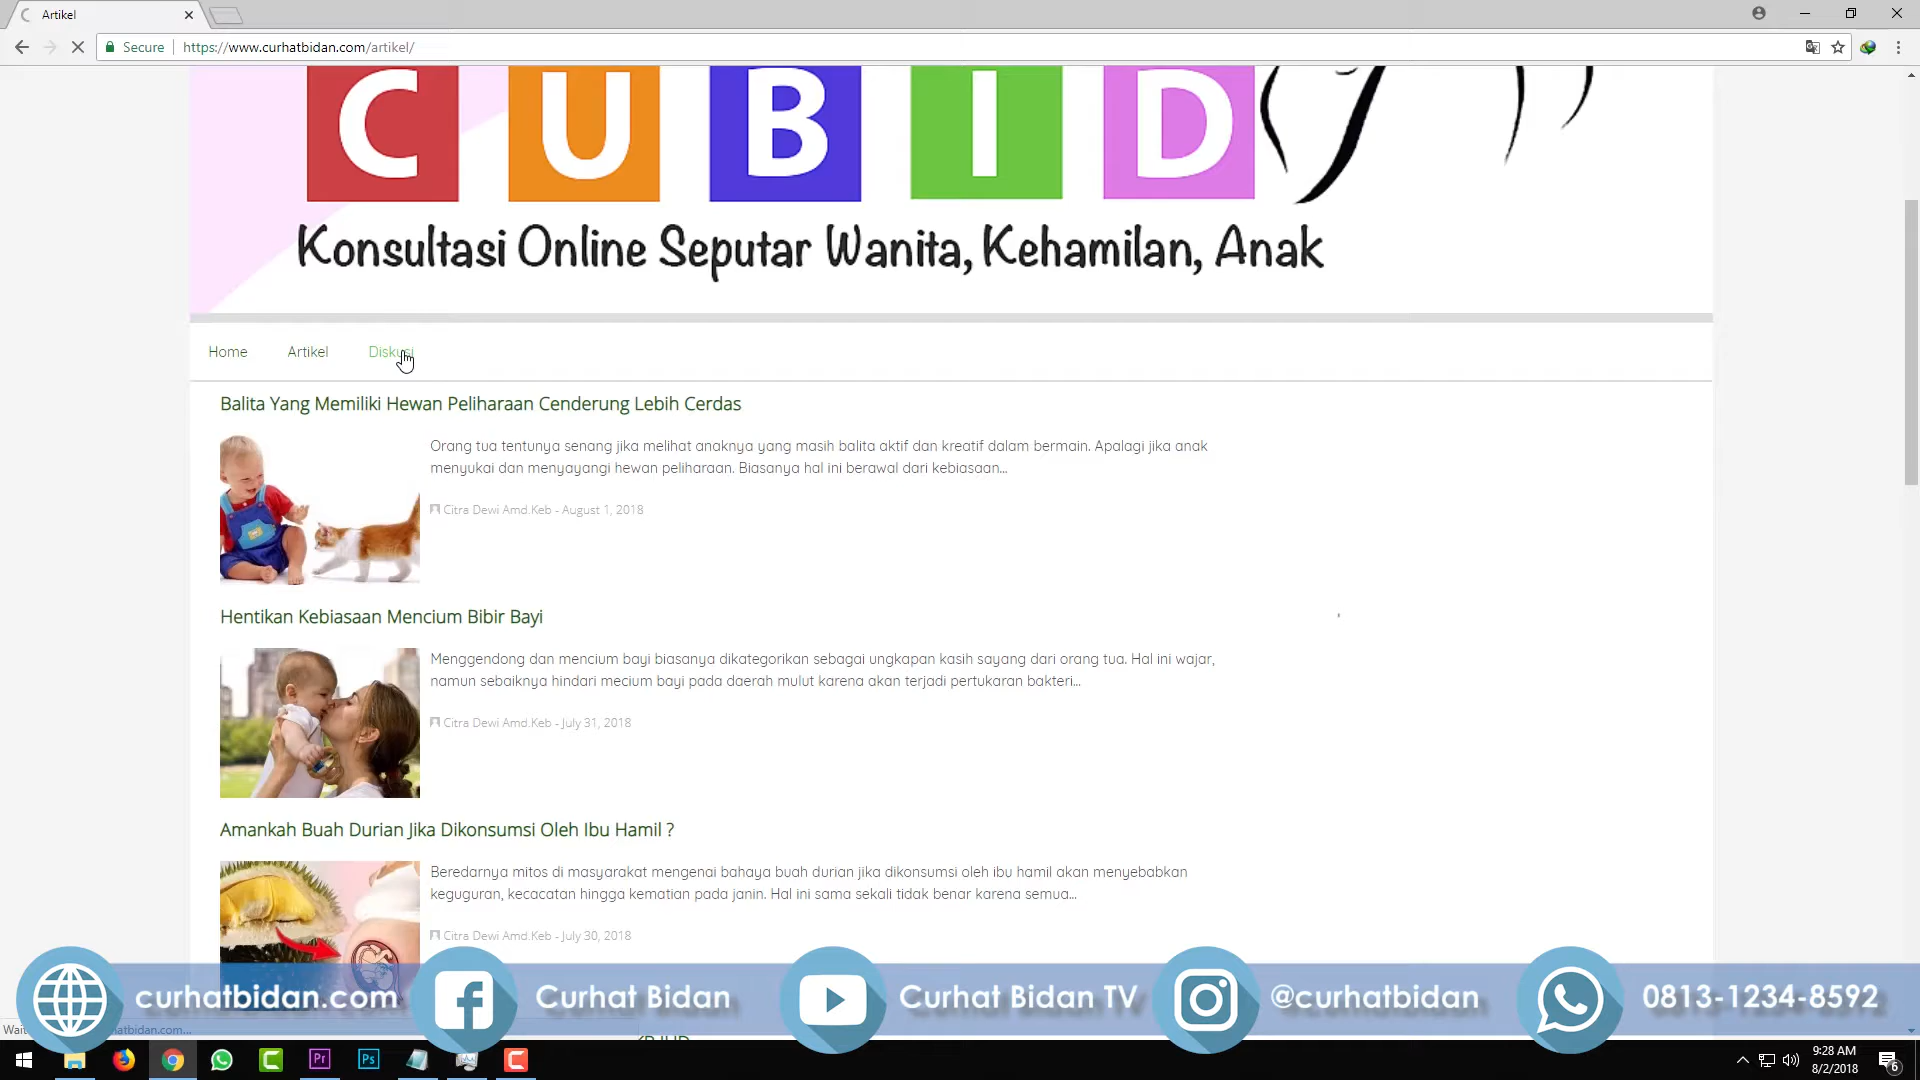 Artikel
Secure
https://www.curhatbidan.com/artikel/
C U B I D
Konsultasi Online Seputar Wanita, Kehamilan, Anak
Home Artikel Diskusi
Balita Yang Memiliki Hewan Peliharaan Cenderung Lebih Cerdas
Orang tua tentunya senang jika melihat anaknya yang masih balita aktif dan kreatif dalam bermain. Apalagi jika anak
menyukai dan menyayangi hewan peliharaan. Biasanya hal ini berawal dari kebiasaan...
Citra Dewi Amd.Keb - August 1, 2018
Hentikan Kebiasaan Mencium Bibir Bayi
Menggendong dan mencium bayi biasanya dikategorikan sebagai ungkapan kasih sayang dari orang tua. Hal ini wajar,
namun sebaiknya hindari mecium bayi pada daerah mulut karena akan terjadi pertukaran bakteri...
Citra Dewi Amd.Keb - July 31, 2018
Amankah Buah Durian Jika Dikonsumsi Oleh Ibu Hamil ?
Beredarnya mitos di masyarakat mengenai bahaya buah durian jika dikonsumsi oleh ibu hamil akan menyebabkan
keguguran, kecacatan hingga kematian pada janin. Hal ini sama sekali tidak benar karena semua...
Citra Dewi Amd.Keb - July 30, 2018
curhatbidan.com Curhat Bidan Curhat Bidan TV @curhatbidan 0813-1234-8592
Pr Ps
9:28 AM
8/2/2018
6